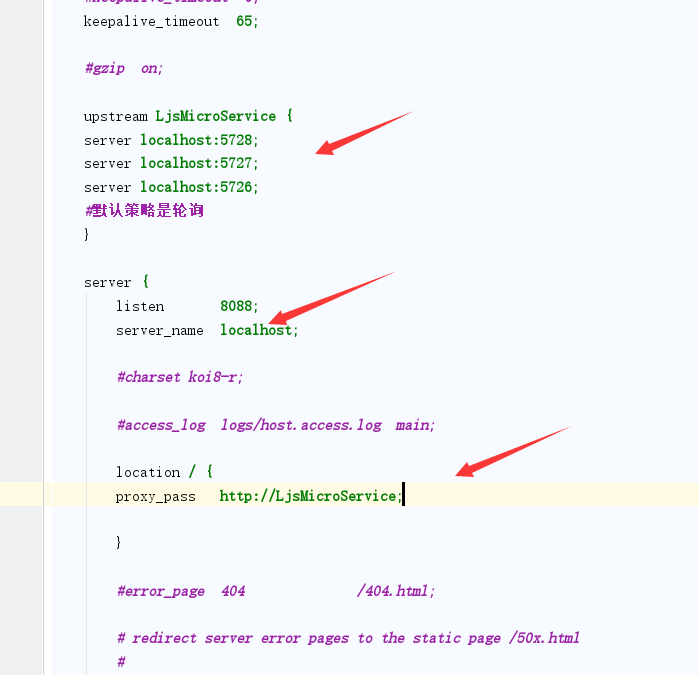 keepalive_timeout  65;
#gzip  on;
upstream LjsMicroService {
server localhost:5728;
server localhost:5727;
server localhost:5726;
#默认策略是轮询
}
server {
listen       8088;
server_name  localhost;
#charset koi8-r;
#access_log  logs/host.access.log  main;
location / {
proxy_pass   http://LjsMicroService;
}
#error_page  404              /404.html;
# redirect server error pages to the static page /50x.html
#